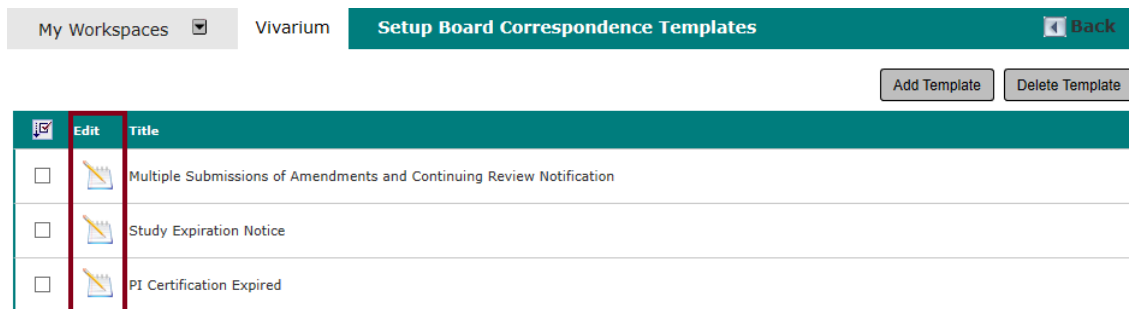 My Workspaces Vivarium Setup Board Correspondence Templates Back
Add Template Delete Template
Edit Title
Multiple Submissions of Amendments and Continuing Review Notification
Study Expiration Notice
PI Certification Expired